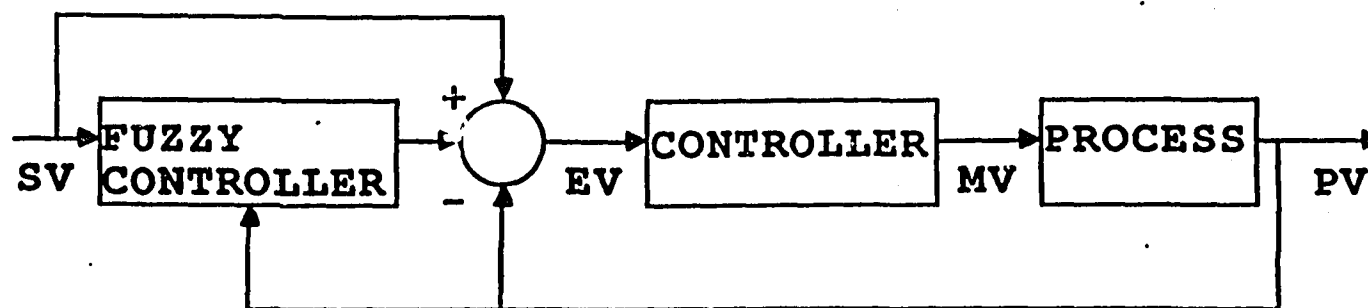 +
FUZZY
CONTROLLER
CONTROLLER
PROCESS
SV
EV
MV
PV
-